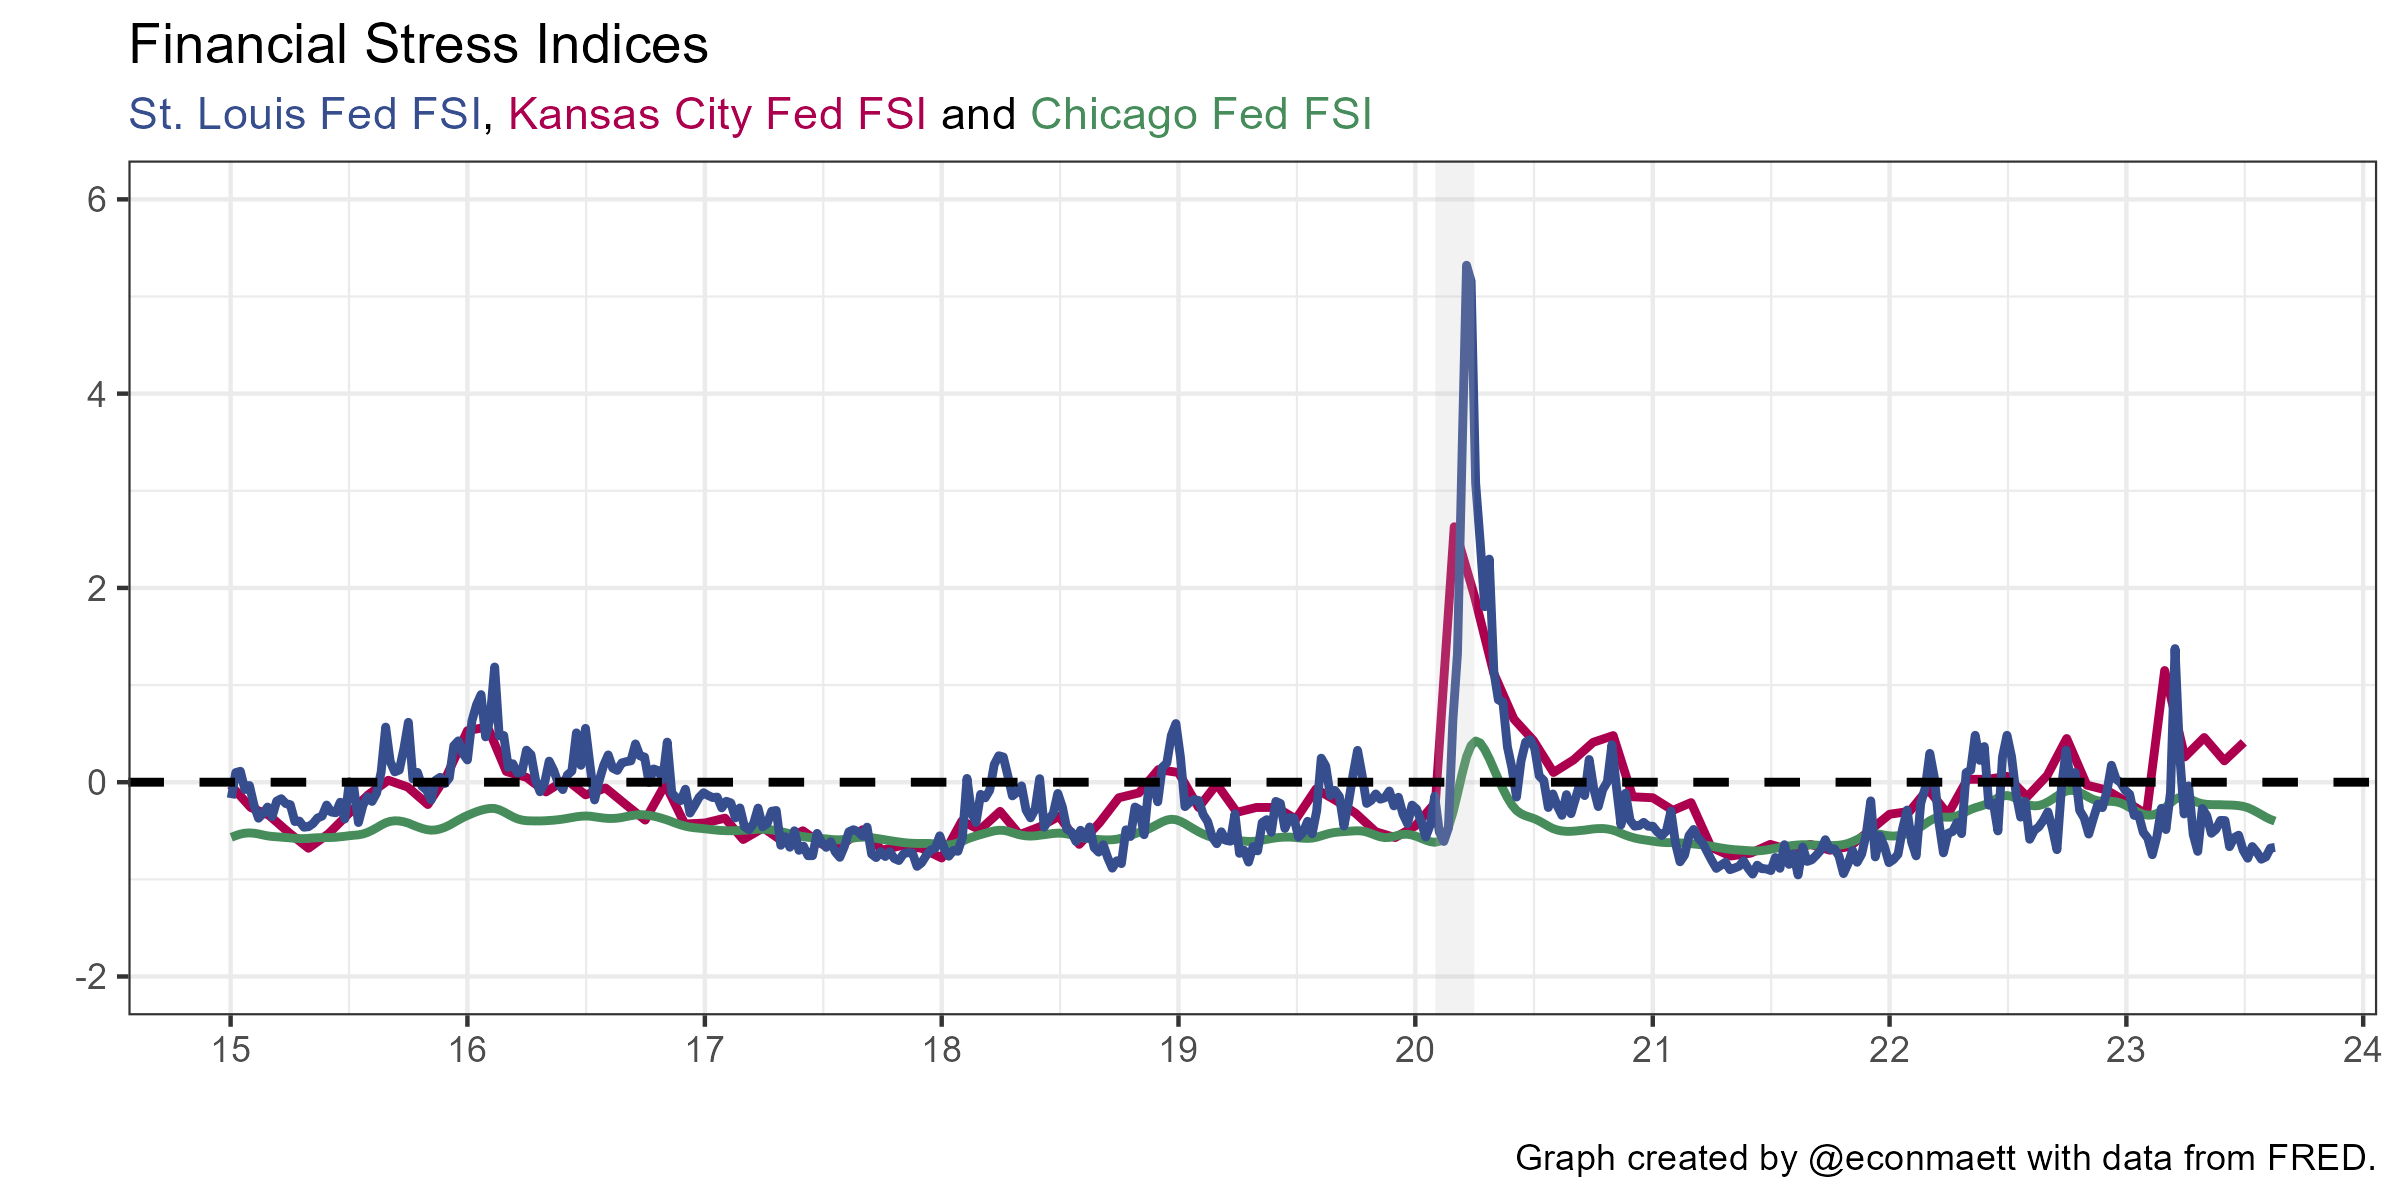 Financial Stress Indices
St. Louis Fed FSI, Kansas City Fed FSI and Chicago Fed FSI
6
4
2
0
-2
15 16 17 18 19 20 21 22 23 24
Graph created by @econmaett with data from FRED.